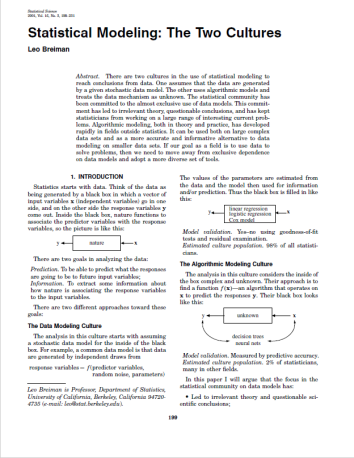 Statistical Science
2001, Vol. 16, No. 3, 199–231
Statistical Modeling: The Two Cultures
Leo Breiman
Abstract. There are two cultures in the use of statistical modeling to
reach conclusions from data. One assumes that the data are generated
by a given stochastic data model. The other uses algorithmic models and
treats the data mechanism as unknown. The statistical community has
been committed to the almost exclusive use of data models. This commit-
ment has led to irrelevant theory, questionable conclusions, and has kept
statisticians from working on a large range of interesting current prob-
lems. Algorithmic modeling, both in theory and practice, has developed
rapidly in fields outside statistics. It can be used both on large complex
data sets and as a more accurate and informative alternative to data
modeling on smaller data sets. If our goal as a field is to use data to
solve problems, then we need to move away from exclusive dependence
on data models and adopt a more diverse set of tools.
1. INTRODUCTION
Statistics starts with data. Think of the data as
being generated by a black box in which a vector of
input variables x (independent variables) go in one
side, and on the other side the response variables y
come out. Inside the black box, nature functions to
associate the predictor variables with the response
variables, so the picture is like this:
y nature x
There are two goals in analyzing the data:
Prediction. To be able to predict what the responses
are going to be to future input variables;
Information. To extract some information about
how nature is associating the response variables
to the input variables.
There are two different approaches toward these
goals:
The Data Modeling Culture
The analysis in this culture starts with assuming
a stochastic data model for the inside of the black
box. For example, a common data model is that data
are generated by independent draws from
response variables = f(predictor variables,
random noise, parameters)
Leo Breiman is Professor, Department of Statistics,
University of California, Berkeley, California 94720-
4735 (e-mail: leo@stat.berkeley.edu).
The values of the parameters are estimated from
the data and the model then used for information
and/or prediction. Thus the black box is filled in like
this:
linear regression
y logistic regression x
Cox model
Model validation. Yes–no using goodness-of-fit
tests and residual examination.
Estimated culture population. 98% of all statisti-
cians.
The Algorithmic Modeling Culture
The analysis in this culture considers the inside of
the box complex and unknown. Their approach is to
find a function f(x)—an algorithm that operates on
x to predict the responses y. Their black box looks
like this:
y unknown x
decision trees
neural nets
Model validation. Measured by predictive accuracy.
Estimated culture population. 2% of statisticians,
many in other fields.
In this paper I will argue that the focus in the
statistical community on data models has:
• Led to irrelevant theory and questionable sci-
entific conclusions;
199